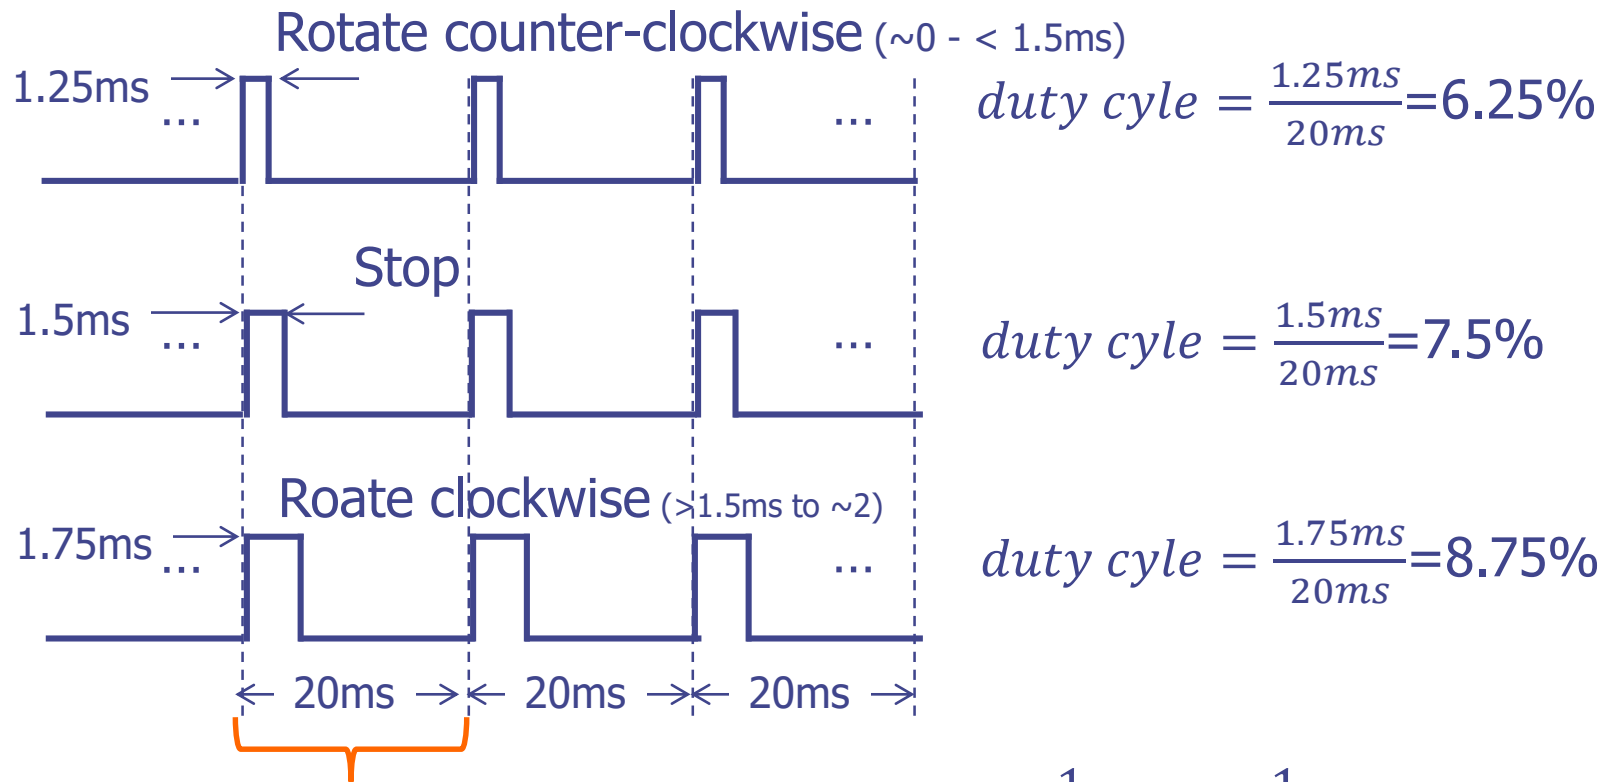 Rotate counter-clockwise (~0 - < 1.5ms)
1.25ms
...
...
duty cyle = 1.25ms/20ms=6.25%
Stop
1.5ms
...
...
duty cyle = 1.5ms/20ms=7.5%
Roate clockwise (>1.5ms to ~2)
1.75ms
...
...
duty cyle = 1.75ms/20ms=8.75%
20ms 20ms 20ms
1 1